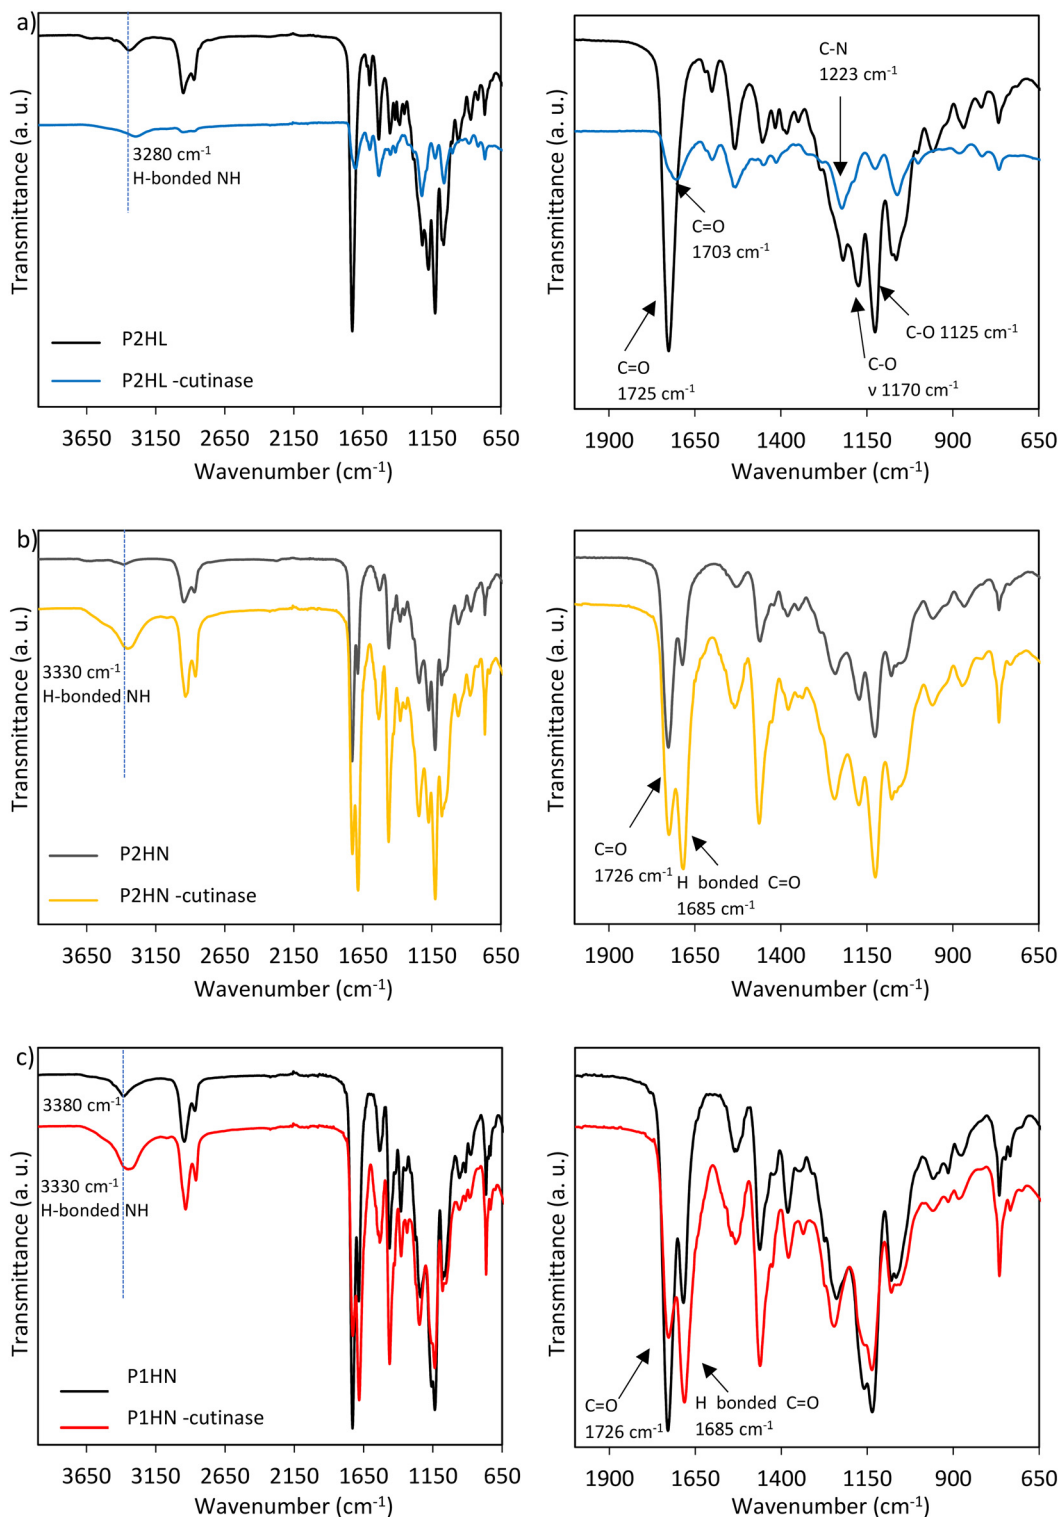 a)
Transmittance (a. u.)
3280 cm⁻¹
H-bonded NH
P2HL
P2HL -cutinase
3650 3150 2650 2150 1650 1150 650
Wavenumber (cm⁻¹)
Transmittance (a. u.)
C-N
1223 cm⁻¹
C=O
1703 cm⁻¹
C=O
1725 cm⁻¹
C-O 1125 cm⁻¹
C-O
ν 1170 cm⁻¹
1900 1650 1400 1150 900 650
Wavenumber (cm⁻¹)
b)
Transmittance (a. u.)
3330 cm⁻¹
H-bonded NH
P2HN
P2HN -cutinase
3650 3150 2650 2150 1650 1150 650
Wavenumber (cm⁻¹)
Transmittance (a. u.)
C=O
1726 cm⁻¹
H bonded C=O
1685 cm⁻¹
1900 1650 1400 1150 900 650
Wavenumber (cm⁻¹)
c)
Transmittance (a. u.)
3380 cm⁻¹
3330 cm⁻¹
H-bonded NH
P1HN
P1HN -cutinase
3650 3150 2650 2150 1650 1150 650
Wavenumber (cm⁻¹)
Transmittance (a. u.)
C=O
1726 cm⁻¹
H bonded C=O
1685 cm⁻¹
1900 1650 1400 1150 900 650
Wavenumber (cm⁻¹)